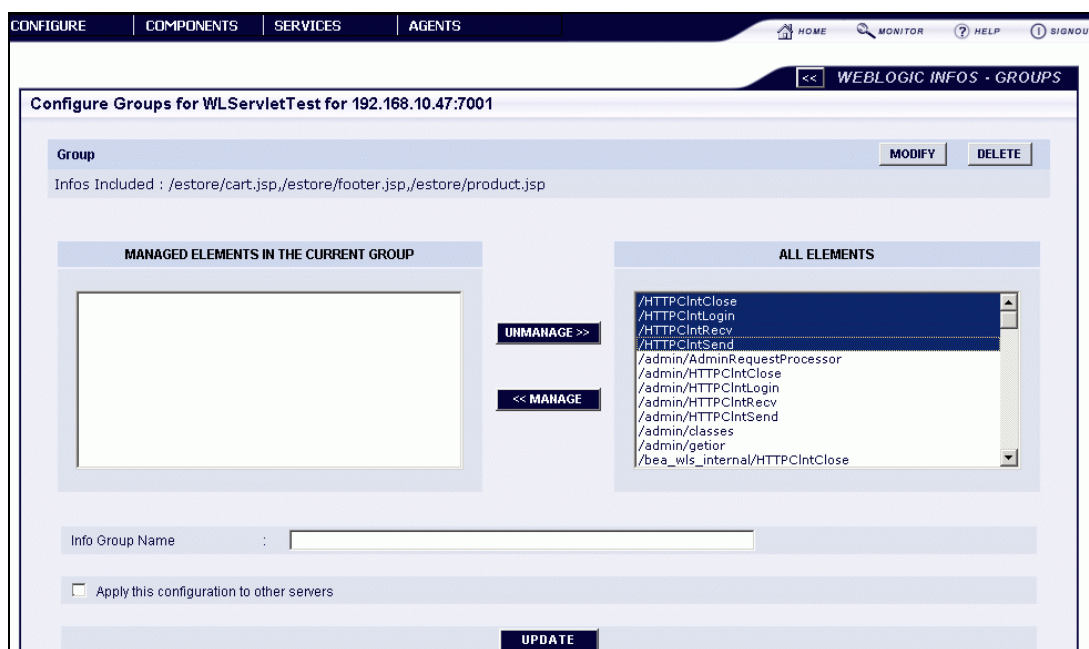 CONFIGURE COMPONENTS SERVICES AGENTS
HOME MONITOR HELP SIGNOU
<< WEBLOGIC INFOS - GROUPS
Configure Groups for WLServletTest for 192.168.10.47:7001
Group MODIFY DELETE
Infos Included : /estore/cart.jsp,/estore/footer.jsp,/estore/product.jsp
MANAGED ELEMENTS IN THE CURRENT GROUP
ALL ELEMENTS
UNMANAGE >>
<< MANAGE
/HTTPClntClose
/HTTPClntLogin
/HTTPClntRecv
/HTTPClntSend
/admin/AdminRequestProcessor
/admin/HTTPClntClose
/admin/HTTPClntLogin
/admin/HTTPClntRecv
/admin/HTTPClntSend
/admin/classes
/admin/getior
/bea_wls_internal/HTTPClntClose
Info Group Name :
Apply this configuration to other servers
UPDATE